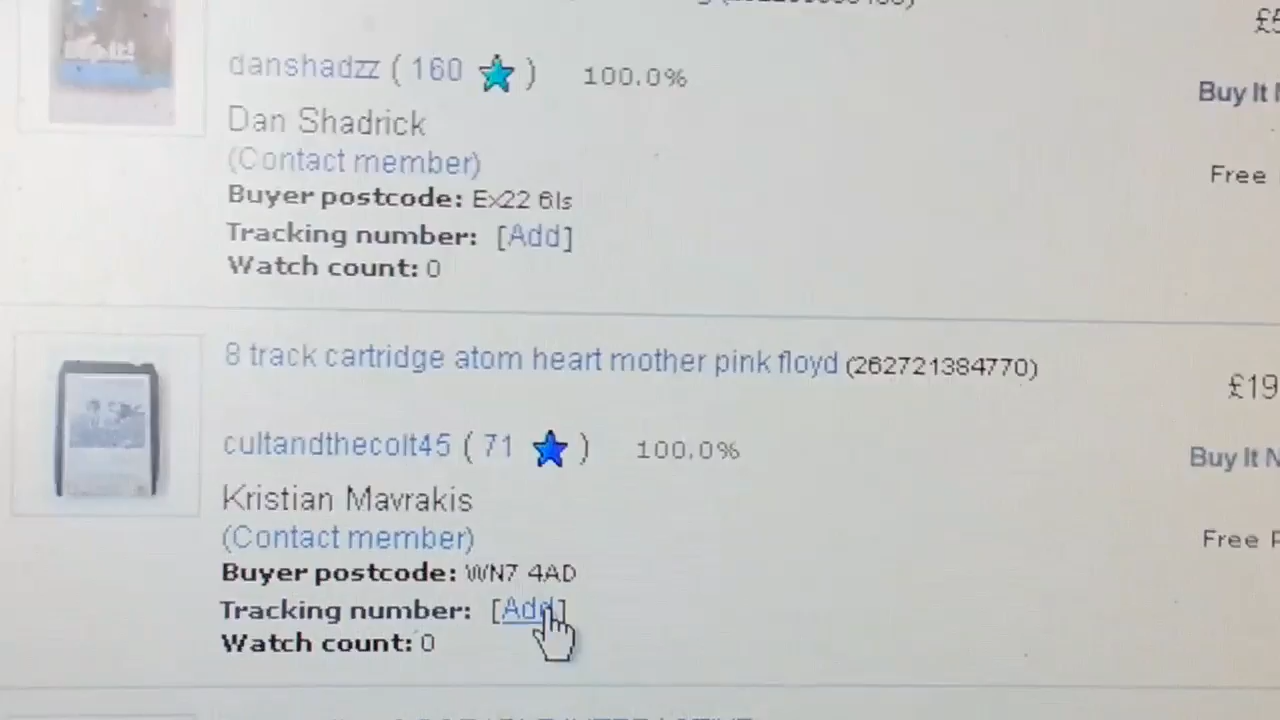 £5
danshadzz ( 160 ) 100.0%
Buy It N
Dan Shadrick
(Contact member)
Free
Buyer postcode: Ex22 6ls
Tracking number: [Add]
Watch count: 0
8 track cartridge atom heart mother pink floyd (262721384770)
£19
cultandthecolt45 ( 71 ) 100.0%
Buy It N
Kristian Mavrakis
(Contact member)
Free P
Buyer postcode: WN7 4AD
Tracking number: [Add]
Watch count: 0